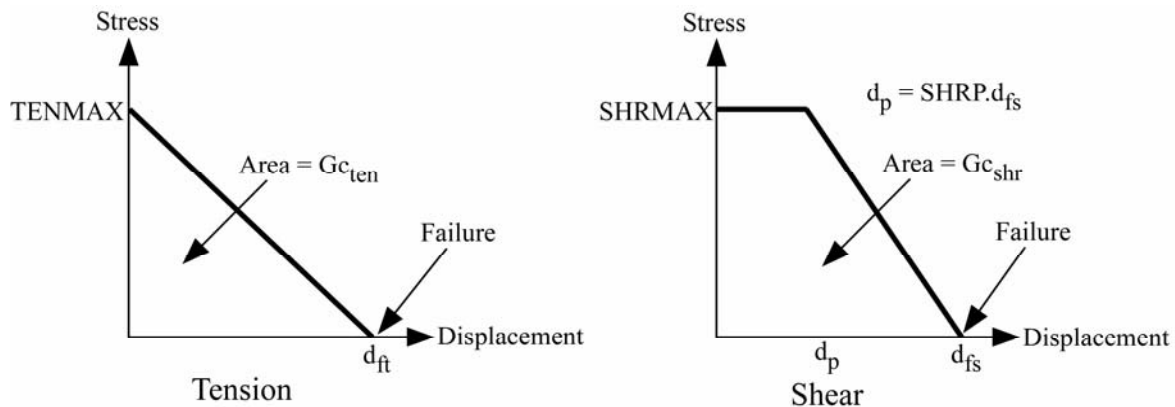 Stress
TENMAX
Area = Gc_ten
Failure
Displacement
d_ft
Tension
Stress
SHRMAX
d_p = SHRP.d_fs
Area = Gc_shr
Failure
Displacement
d_p
d_fs
Shear